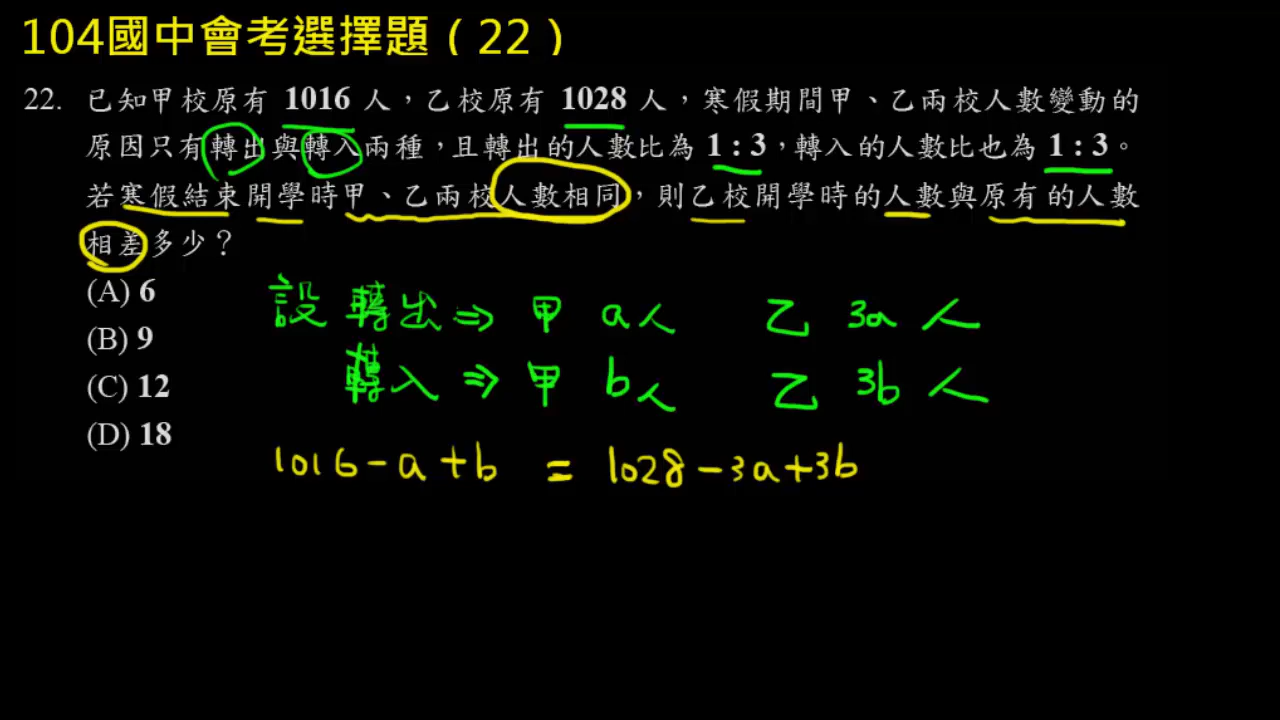 104國中會考選擇題（22）
22. 已知甲校原有 1016 人，乙校原有 1028 人，寒假期間甲、乙兩校人數變動的
原因只有轉出與轉入兩種，且轉出的人數比為 1：3，轉入的人數比也為 1：3。
若寒假結束開學時甲、乙兩校人數相同，則乙校開學時的人數與原有的人數
相差多少？
(A) 6
設 轉出 ⇒ 甲 a人 乙 3a 人
(B) 9
轉入 ⇒ 甲 b人 乙 3b 人
(C) 12
(D) 18
1016-a+b = 1028-3a+3b